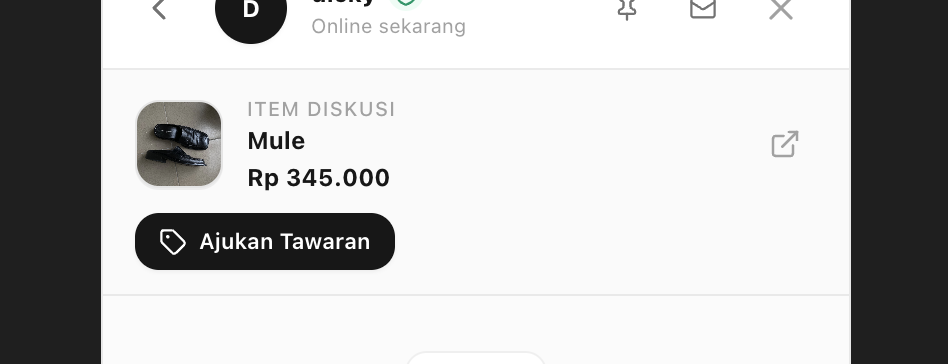 D
Online sekarang
ITEM DISKUSI
Mule
Rp 345.000
Ajukan Tawaran